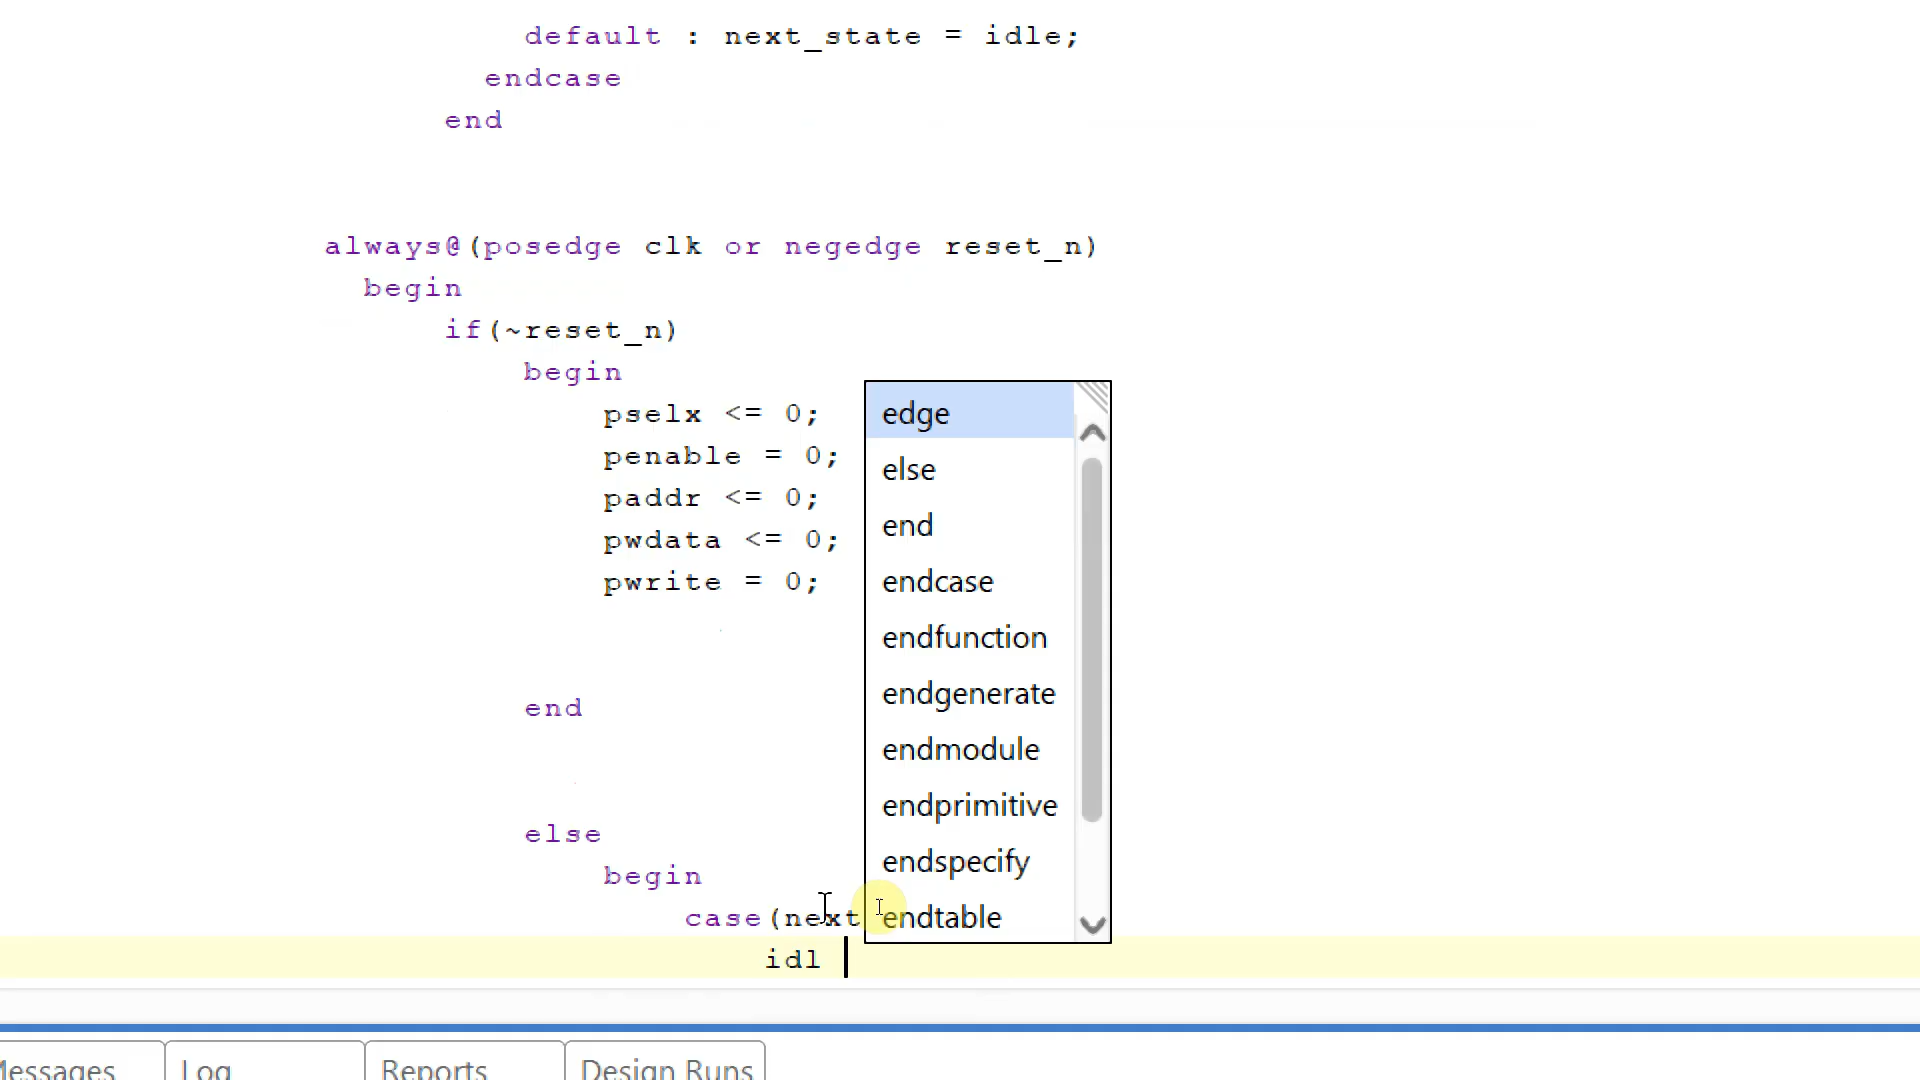 default : next_state = idle;
endcase
end
always@(posedge clk or negedge reset_n)
begin
if(~reset_n)
begin
pselx <= 0;
penable = 0;
paddr <= 0;
pwdata <= 0;
pwrite = 0;
end
else
begin
case(next
idl
edge
else
end
endcase
endfunction
endgenerate
endmodule
endprimitive
endspecify
endtable
Messages
Log
Reports
Design Runs